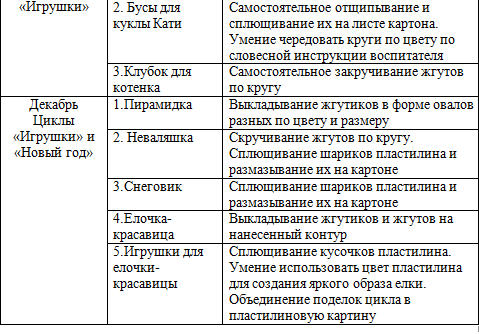 «Игрушки»
2. Бусы для
куклы Кати
Самостоятельное отщипывание и
сплющивание их на листе картона.
Умение чередовать круги по цвету по
словесной инструкции воспитателя
3.Клубок для
котенка
Самостоятельное закручивание жгутов
по кругу
Декабрь
Циклы
«Игрушки» и
«Новый год»
1.Пирамидка
Выкладывание жгутиков в форме овалов
разных по цвету и размеру
2. Неваляшка
Скручивание жгутов по кругу.
Сплющивание шариков пластилина и
размазывание их на картоне
3.Снеговик
Сплющивание шариков пластилина и
размазывание их на картоне
4.Елочка-
красавица
Выкладывание жгутиков и жгутов на
нанесенный контур
5.Игрушки для
елочки-
красавицы
Сплющивание кусочков пластилина.
Умение использовать цвет пластилина
для создания яркого образа елки.
Объединение поделок цикла в
пластилиновую картину